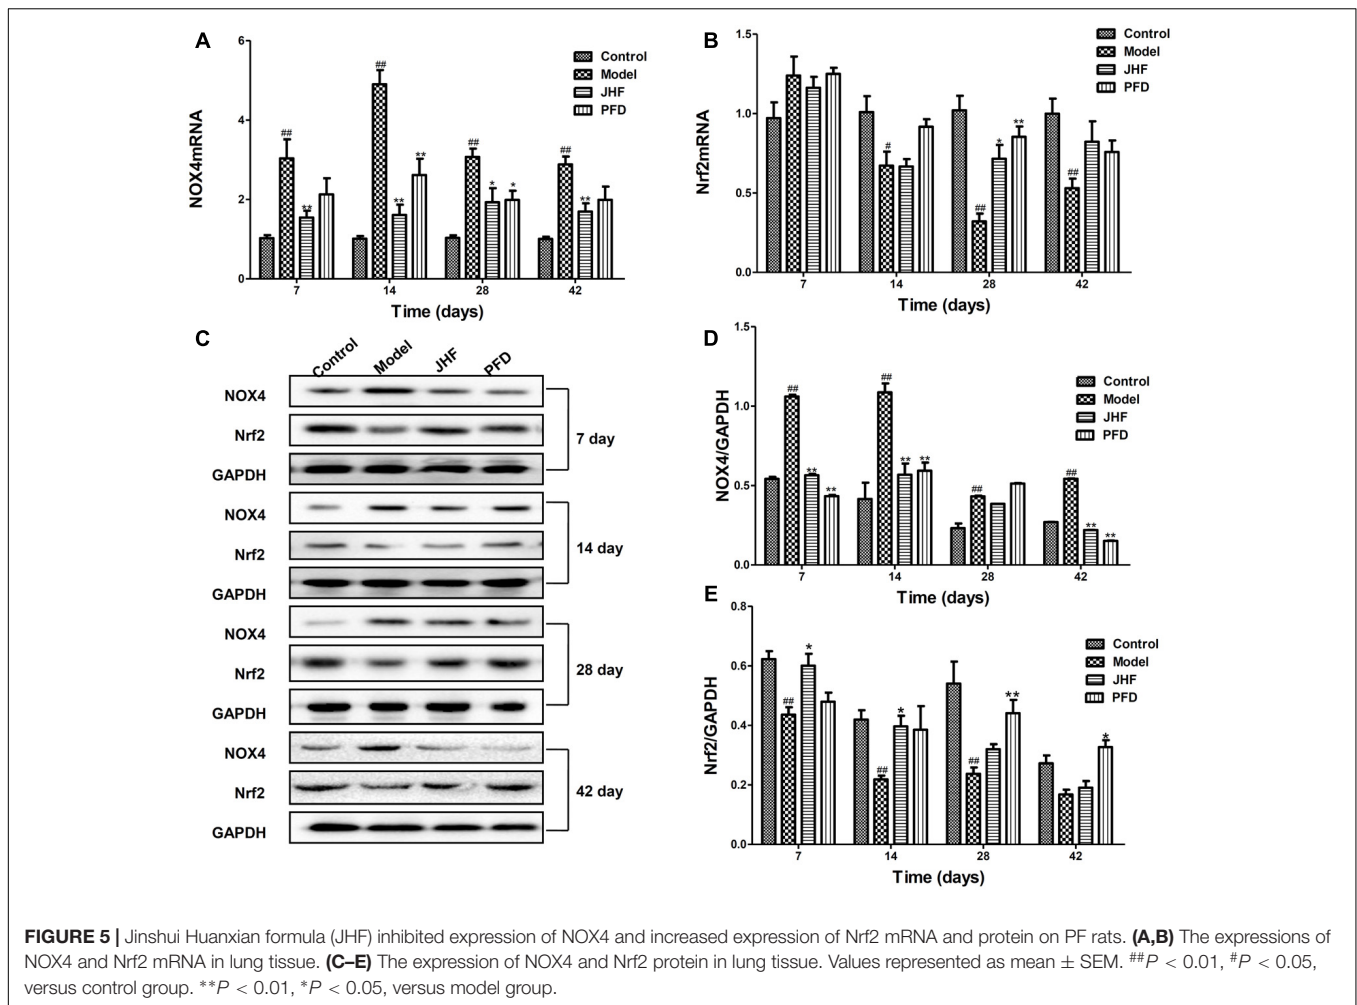 A
6
4
2
0
NOX4mRNA
##
**
##
**
**
##
*
*
##
**
7
14
28
42
Time (days)
Control
Model
JHF
PFD
B
1.5
1.0
0.5
0.0
Nrf2mRNA
#
##
*
**
##
7
14
28
42
Time (days)
Control
Model
JHF
PFD
C
Control
Model
JHF
PFD
NOX4
Nrf2
GAPDH
7 day
NOX4
Nrf2
GAPDH
14 day
NOX4
Nrf2
GAPDH
28 day
NOX4
Nrf2
GAPDH
42 day
D
1.5
1.0
0.5
0.0
NOX4/GAPDH
##
**
**
##
**
**
##
##
**
**
7
14
28
42
Time (days)
Control
Model
JHF
PFD
E
0.8
0.6
0.4
0.2
0.0
Nrf2/GAPDH
##
*
##
*
##
**
*
7
14
28
42
Time (days)
Control
Model
JHF
PFD
FIGURE 5 | Jinshui Huanxian formula (JHF) inhibited expression of NOX4 and increased expression of Nrf2 mRNA and protein on PF rats. (A,B) The expressions of
NOX4 and Nrf2 mRNA in lung tissue. (C–E) The expression of NOX4 and Nrf2 protein in lung tissue. Values represented as mean ± SEM. ##P < 0.01, #P < 0.05,
versus control group. **P < 0.01, *P < 0.05, versus model group.